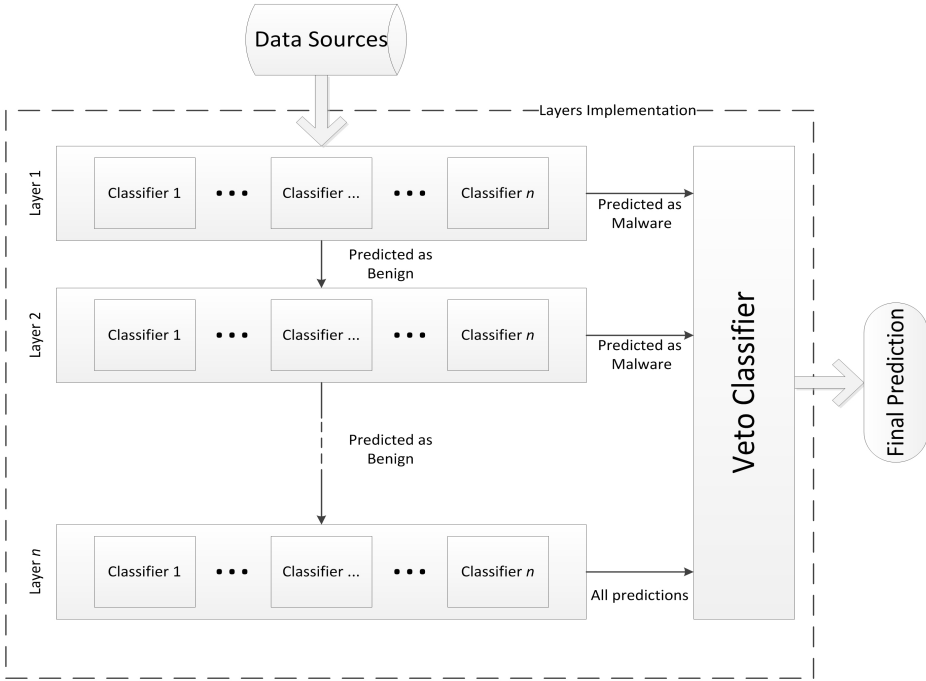 Data Sources
Layers Implementation
Layer 1
Classifier 1
Classifier ...
Classifier n
Predicted as
Malware
Predicted as
Benign
Layer 2
Classifier 1
Classifier ...
Classifier n
Predicted as
Malware
Predicted as
Benign
Layer n
Classifier 1
Classifier ...
Classifier n
All predictions
Veto Classifier
Final Prediction